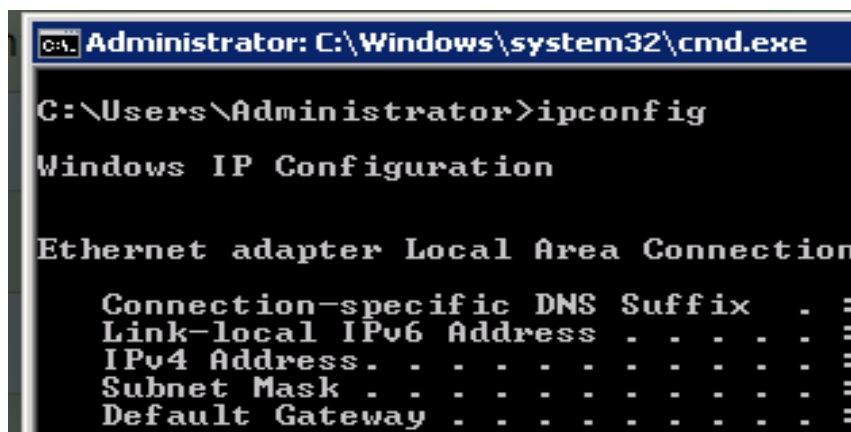 Administrator: C:\Windows\system32\cmd.exe
C:\Users\Administrator>ipconfig
Windows IP Configuration
Ethernet adapter Local Area Connection
Connection-specific DNS Suffix . :
Link-local IPv6 Address . . . . . :
IPv4 Address. . . . . . . . . . . :
Subnet Mask . . . . . . . . . . . :
Default Gateway . . . . . . . . . :